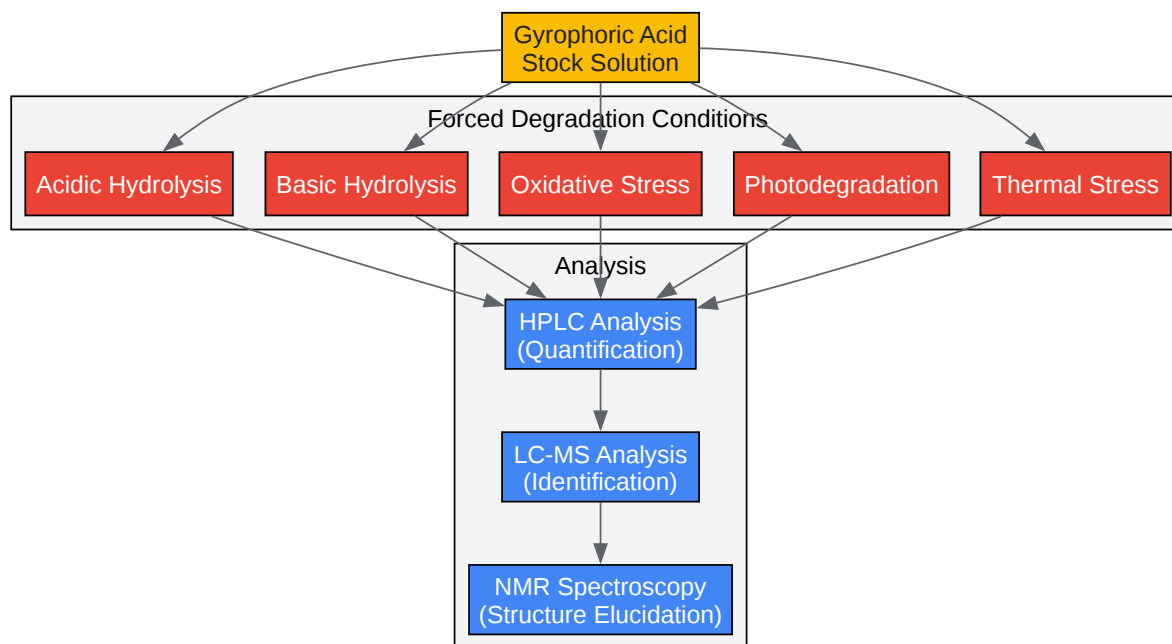 Gyrophoric Acid
Stock Solution
Forced Degradation Conditions
Acidic Hydrolysis
Basic Hydrolysis
Oxidative Stress
Photodegradation
Thermal Stress
Analysis
HPLC Analysis
(Quantification)
LC-MS Analysis
(Identification)
NMR Spectroscopy
(Structure Elucidation)